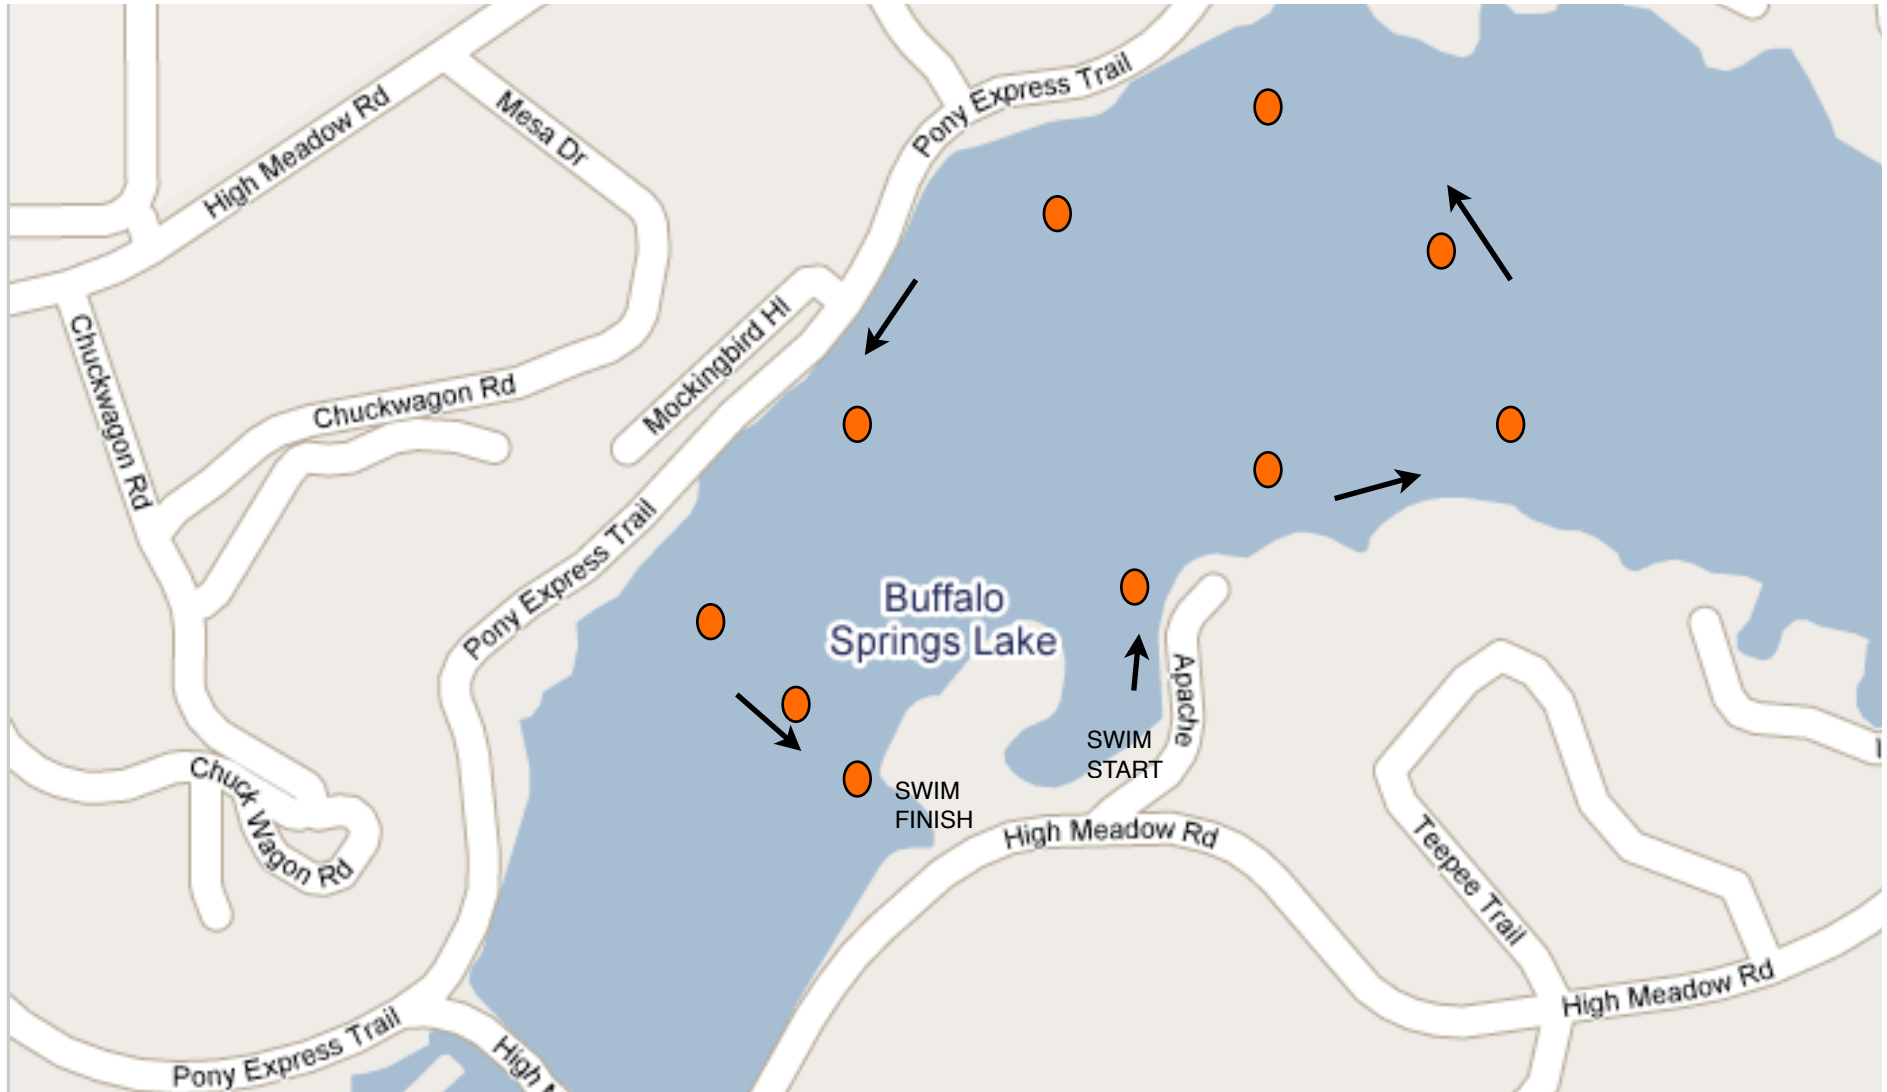 High Meadow Rd
Mesa Dr
Pony Express Trail
Chuckwagon Rd
Chuckwagon Rd
Mockingbird Hl
Pony Express Trail
Buffalo
Springs Lake
Apache
SWIM
START
SWIM
FINISH
Chuck Wagon Rd
High Meadow Rd
Teepee Trail
High Meadow Rd
Pony Express Trail
High